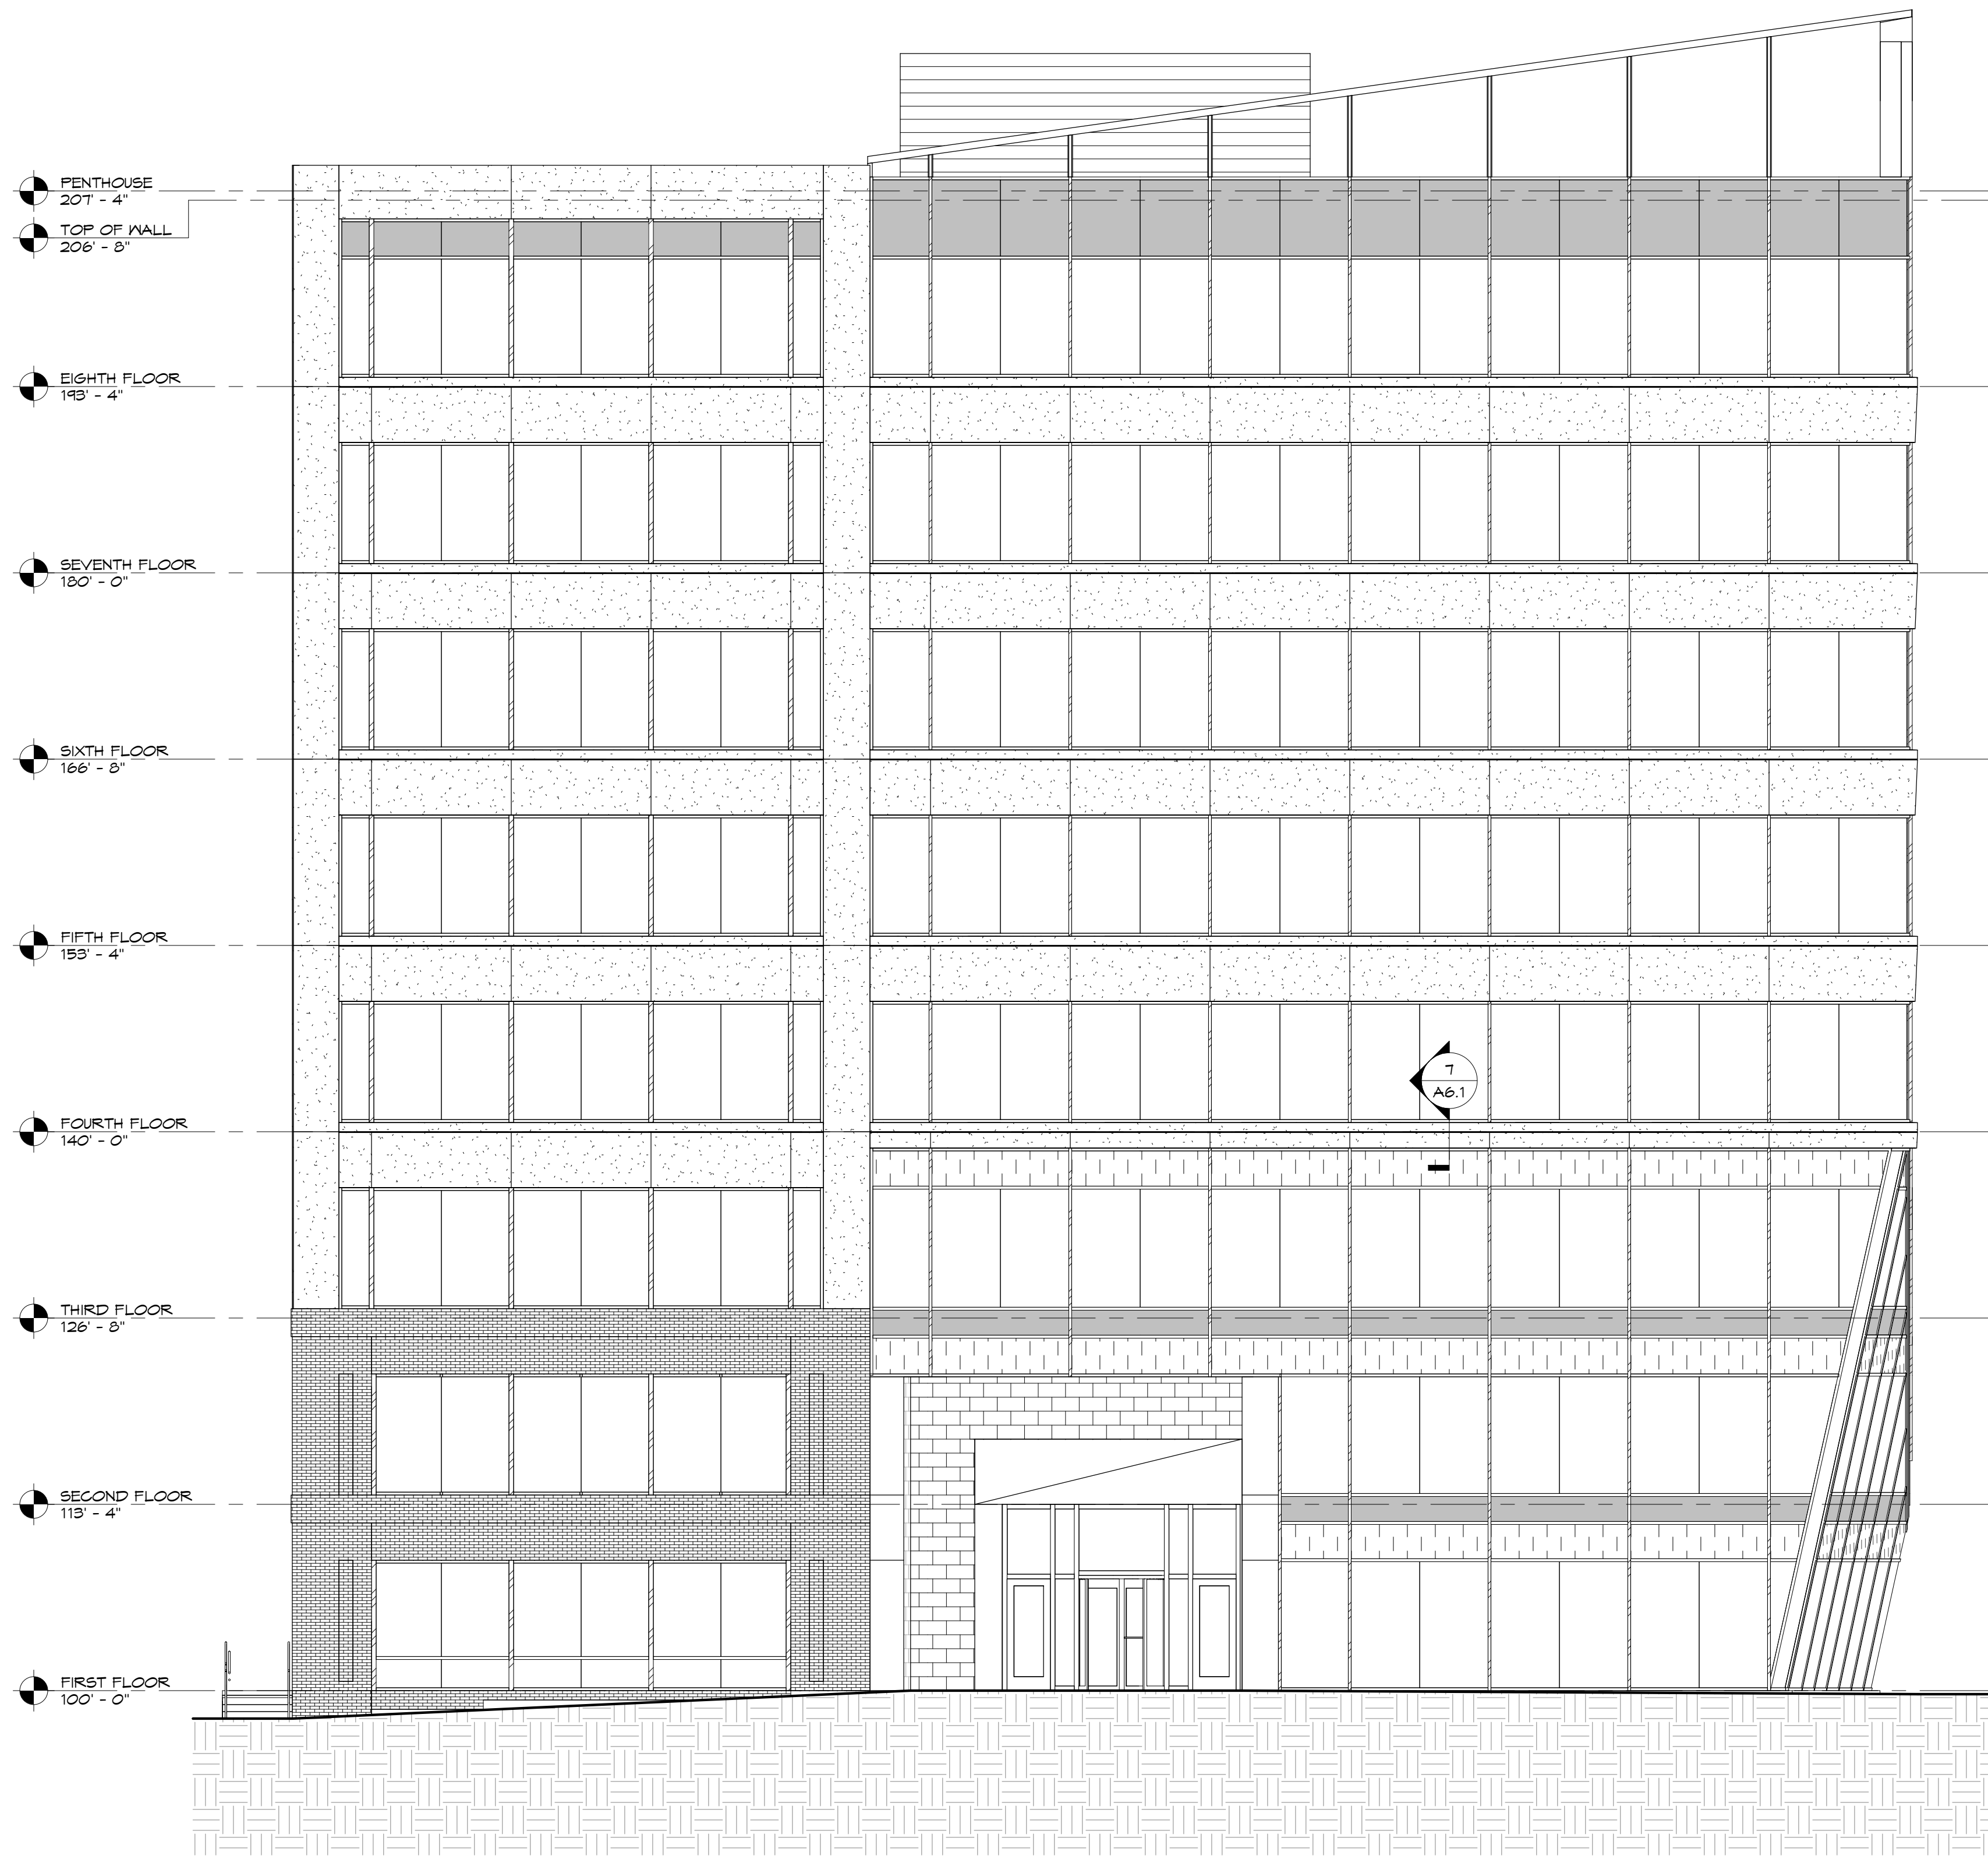 PENTHOUSE
207' - 4"
TOP OF WALL
206' - 8"
EIGHTH FLOOR
193' - 4"
SEVENTH FLOOR
180' - 0"
SIXTH FLOOR
166' - 8"
FIFTH FLOOR
153' - 4"
7
A6.1
FOURTH FLOOR
140' - 0"
THIRD FLOOR
126' - 8"
SECOND FLOOR
113' - 4"
FIRST FLOOR
100' - 0"